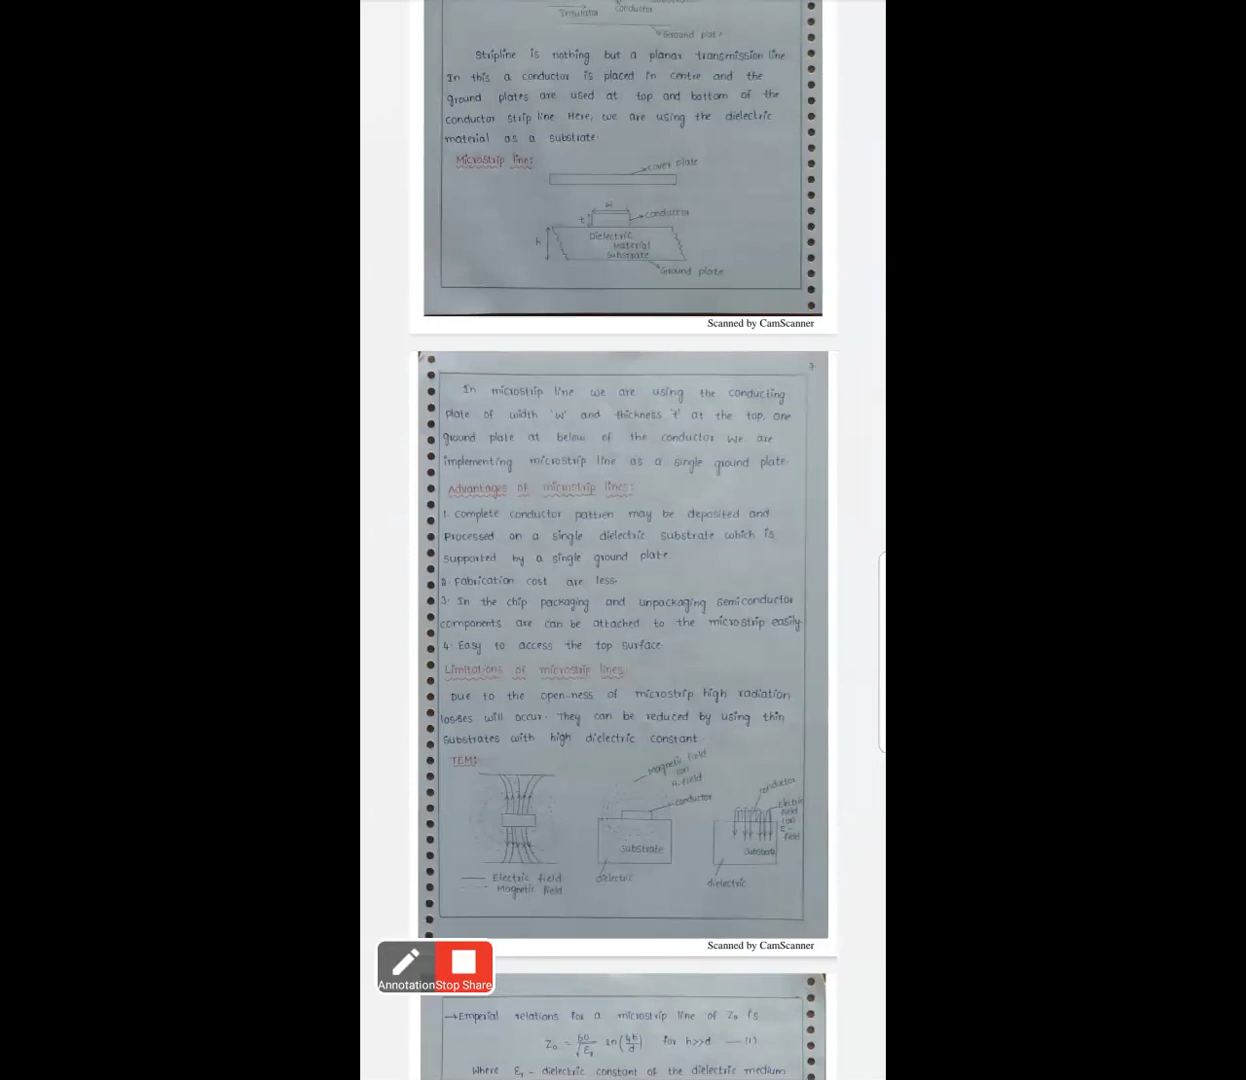 Insulator conductor
Ground plate
Stripline is nothing but a planar transmission line
In this a conductor is placed in centre and the
ground plates are used at top and bottom of the
conductor strip line Here, we are using the dielectric
material as a substrate.
Microstrip line:
cover plate
w
t
conductor
h
Dielectric
Material
Substrate
Ground plate
Scanned by CamScanner
7
In microstrip line we are using the conducting
plate of width 'w' and thickness 't' at the top, one
ground plate at below of the conductor we are
implementing microstrip line as a single ground plate.
Advantages of microstrip lines:
1. Complete conductor pattren may be deposited and
processed on a single dielectric substrate which is
supported by a single ground plate
2. Fabrication cost are less.
3. In the chip packaging and unpackaging semiconductor
components are can be attached to the microstrip easily.
4. Easy to access the top surface.
Limitations of microstrip lines:
Due to the open-ness of microstrip high radiation
losses will occur. They can be reduced by using thin
substrates with high dielectric constant.
TEM:
Magnetic field
(or)
H-field
conductor
Substrate
dielectric
conductor
Electric
field
(or)
E-
field
Substrate
dielectric
Electric field
Magnetic field
Scanned by CamScanner
Annotation Stop Share
→Emperial relations for a microstrip line of Z₀ is
Z₀ = 60/√εr ln(4h/d) for h>>d —(1)
Where εr - dielectric constant of the dielectric medium